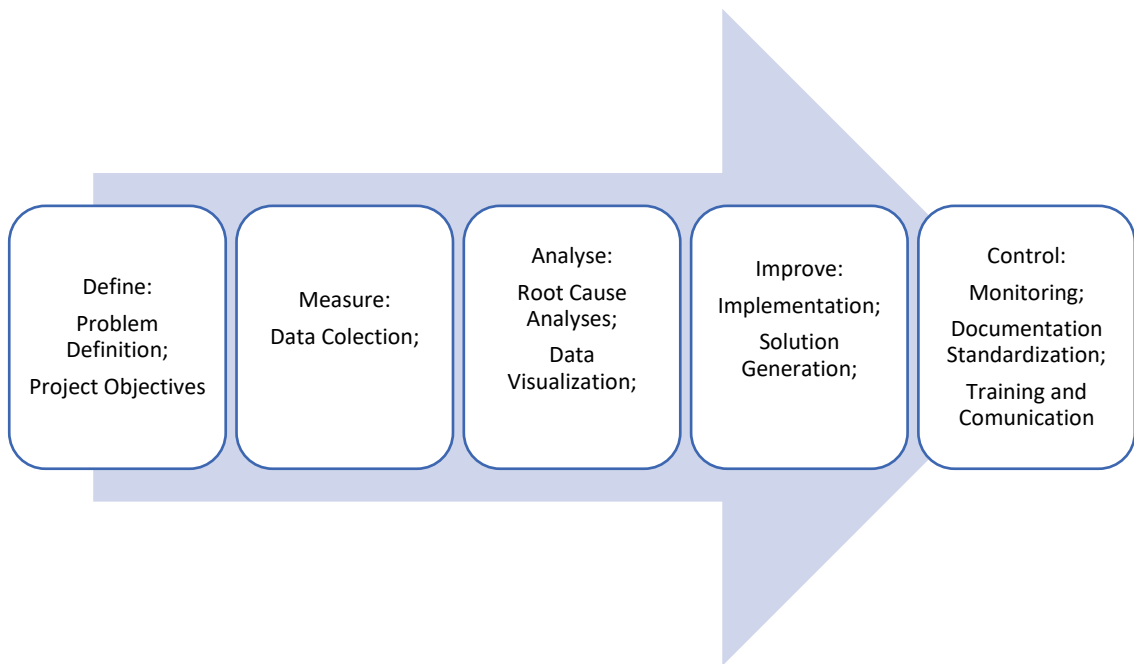 Define:
Problem
Definition;
Project Objectives
Measure:
Data Colection;
Analyse:
Root Cause
Analyses;
Data
Visualization;
Improve:
Implementation;
Solution
Generation;
Control:
Monitoring;
Documentation
Standardization;
Training and
Comunication